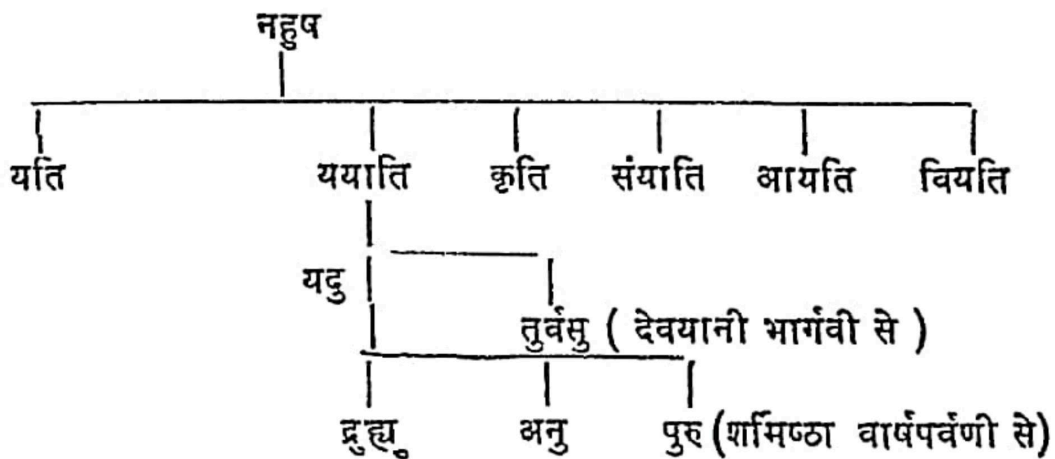 नहुष
यति ययाति कृति संयाति आयति वियति
यदु
तुर्वसु ( देवयानी भार्गवी से )
द्रुह्यु अनु पुरु (शर्मिष्ठा वार्षपर्वणी से)